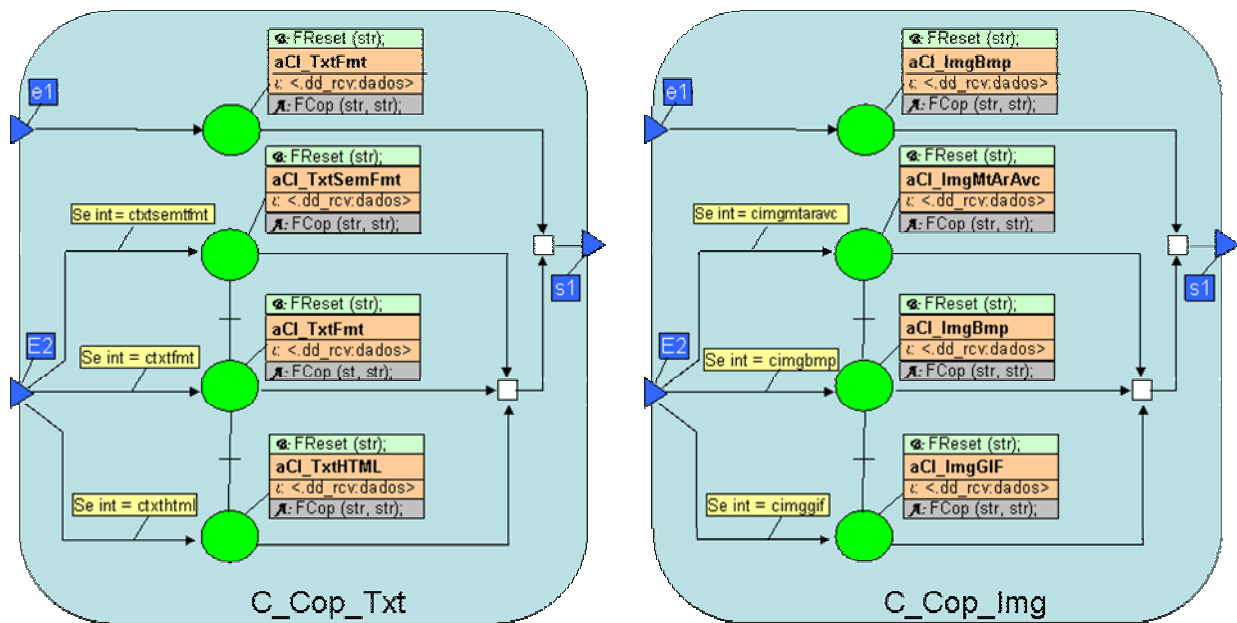 FReset (str);
aCl_TxtFmt
<.dd_rcv:dados>
A: FCop (str, str);
e1
FReset (str);
aCl_TxtSemFmt
<.dd_rcv:dados>
A: FCop (str, str);
Se int = ctxtsemtfmt
s1
FReset (str);
aCl_TxtFmt
<.dd_rcv:dados>
A: FCop (st, str);
E2
Se int = ctxtfmt
FReset (str);
aCl_TxtHTML
<.dd_rcv:dados>
A: FCop (str, str);
Se int = ctxthtml
C_Cop_Txt
FReset (str);
aCl_ImgBmp
<.dd_rcv:dados>
A: FCop (str, str);
e1
FReset (str);
aCl_ImgMtArAvc
<.dd_rcv:dados>
A: FCop (str, str);
Se int = cimgmtaravc
s1
FReset (str);
aCl_ImgBmp
<.dd_rcv:dados>
A: FCop (str, str);
E2
Se int = cimgbmp
FReset (str);
aCl_ImgGIF
<.dd_rcv:dados>
A: FCop (str, str);
Se int = cimggif
C_Cop_Img